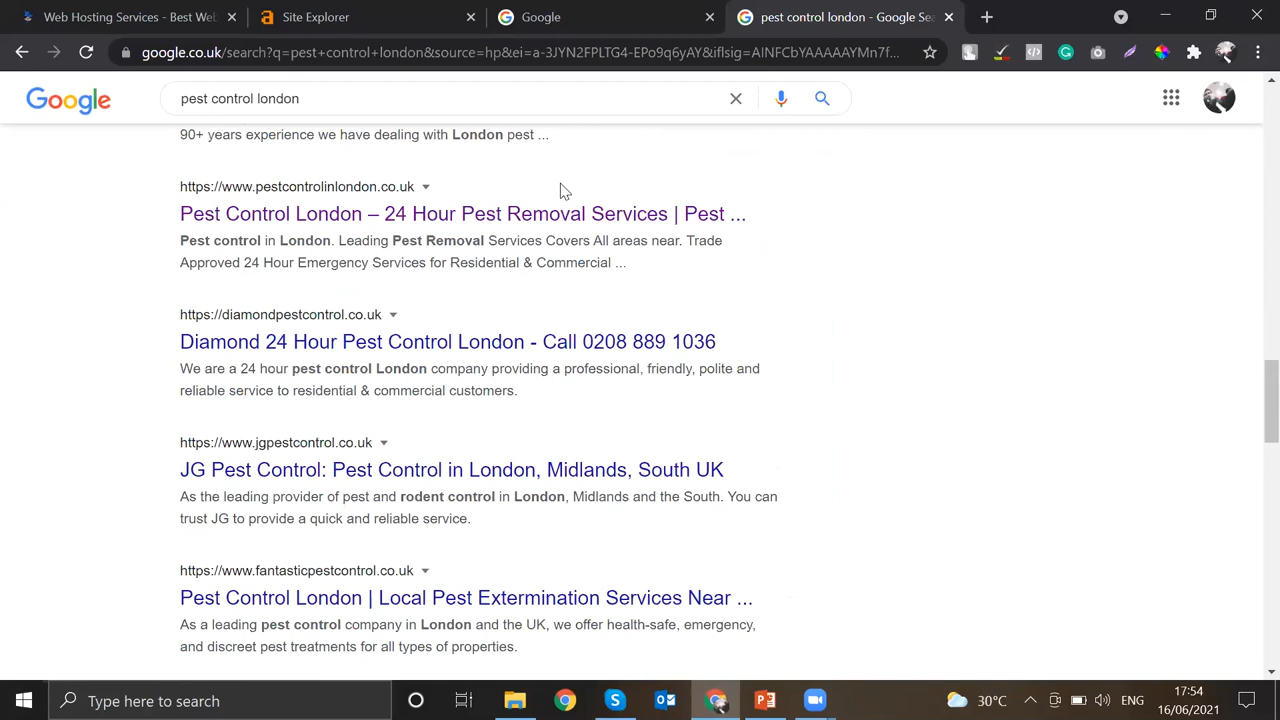 Web Hosting Services - Best Web
Site Explorer
Google
pest control london - Google Sea
google.co.uk/search?q=pest+control+london&source=hp&ei=a-3JYN2FPLTG4-EPo9q6yAY&iflsig=AINFCbYAAAAAYMn7f...
Google
pest control london
90+ years experience we have dealing with London pest ...
https://www.pestcontrolinlondon.co.uk
Pest Control London – 24 Hour Pest Removal Services | Pest ...
Pest control in London. Leading Pest Removal Services Covers All areas near. Trade
Approved 24 Hour Emergency Services for Residential & Commercial ...
https://diamondpestcontrol.co.uk
Diamond 24 Hour Pest Control London - Call 0208 889 1036
We are a 24 hour pest control London company providing a professional, friendly, polite and
reliable service to residential & commercial customers.
https://www.jgpestcontrol.co.uk
JG Pest Control: Pest Control in London, Midlands, South UK
As the leading provider of pest and rodent control in London, Midlands and the South. You can
trust JG to provide a quick and reliable service.
https://www.fantasticpestcontrol.co.uk
Pest Control London | Local Pest Extermination Services Near ...
As a leading pest control company in London and the UK, we offer health-safe, emergency,
and discreet pest treatments for all types of properties.
Type here to search
30°C
ENG
17:54
16/06/2021